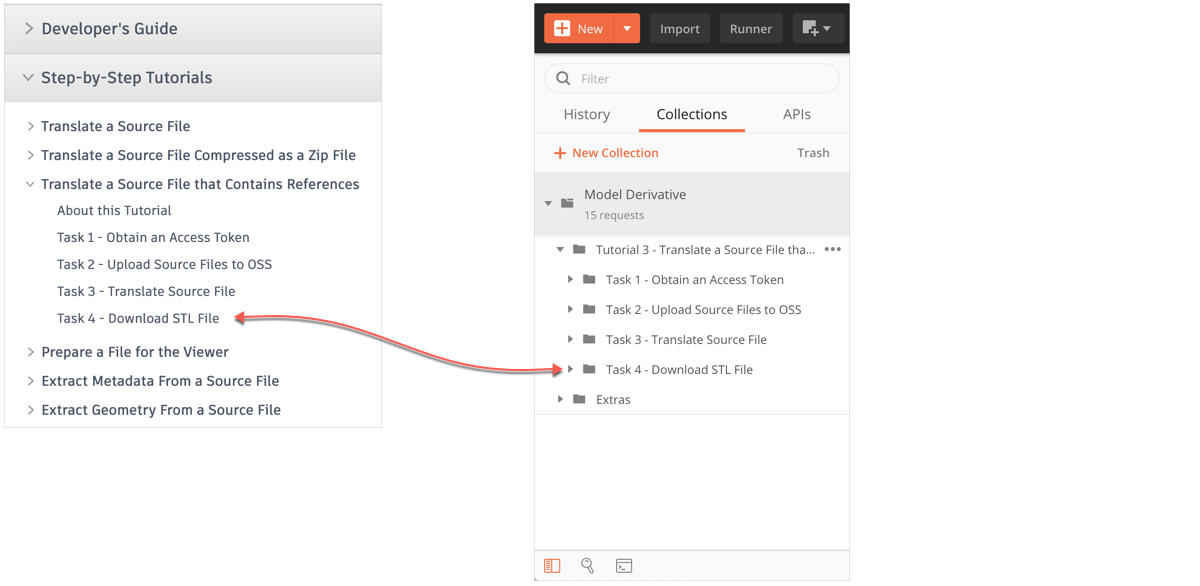 Developer's Guide
Step-by-Step Tutorials
Translate a Source File
Translate a Source File Compressed as a Zip File
Translate a Source File that Contains References
About this Tutorial
Task 1 - Obtain an Access Token
Task 2 - Upload Source Files to OSS
Task 3 - Translate Source File
Task 4 - Download STL File
Prepare a File for the Viewer
Extract Metadata From a Source File
Extract Geometry From a Source File
New Import Runner
Filter
History Collections APIs
New Collection Trash
Model Derivative
15 requests
Tutorial 3 - Translate a Source File tha...
Task 1 - Obtain an Access Token
Task 2 - Upload Source Files to OSS
Task 3 - Translate Source File
Task 4 - Download STL File
Extras